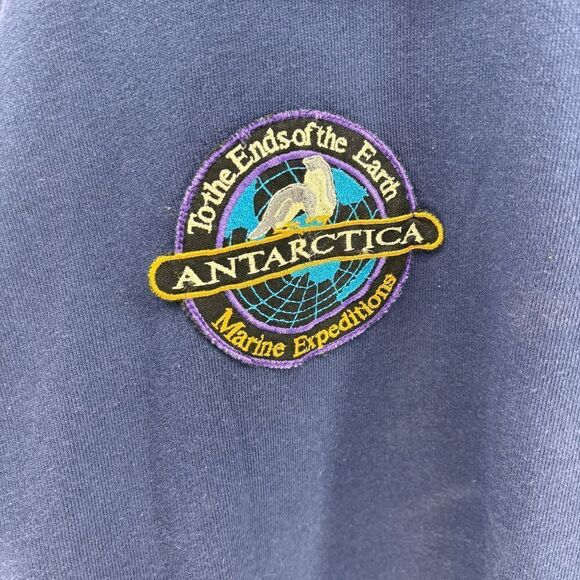 To the Ends of the Earth
ANTARCTICA
Marine Expeditions